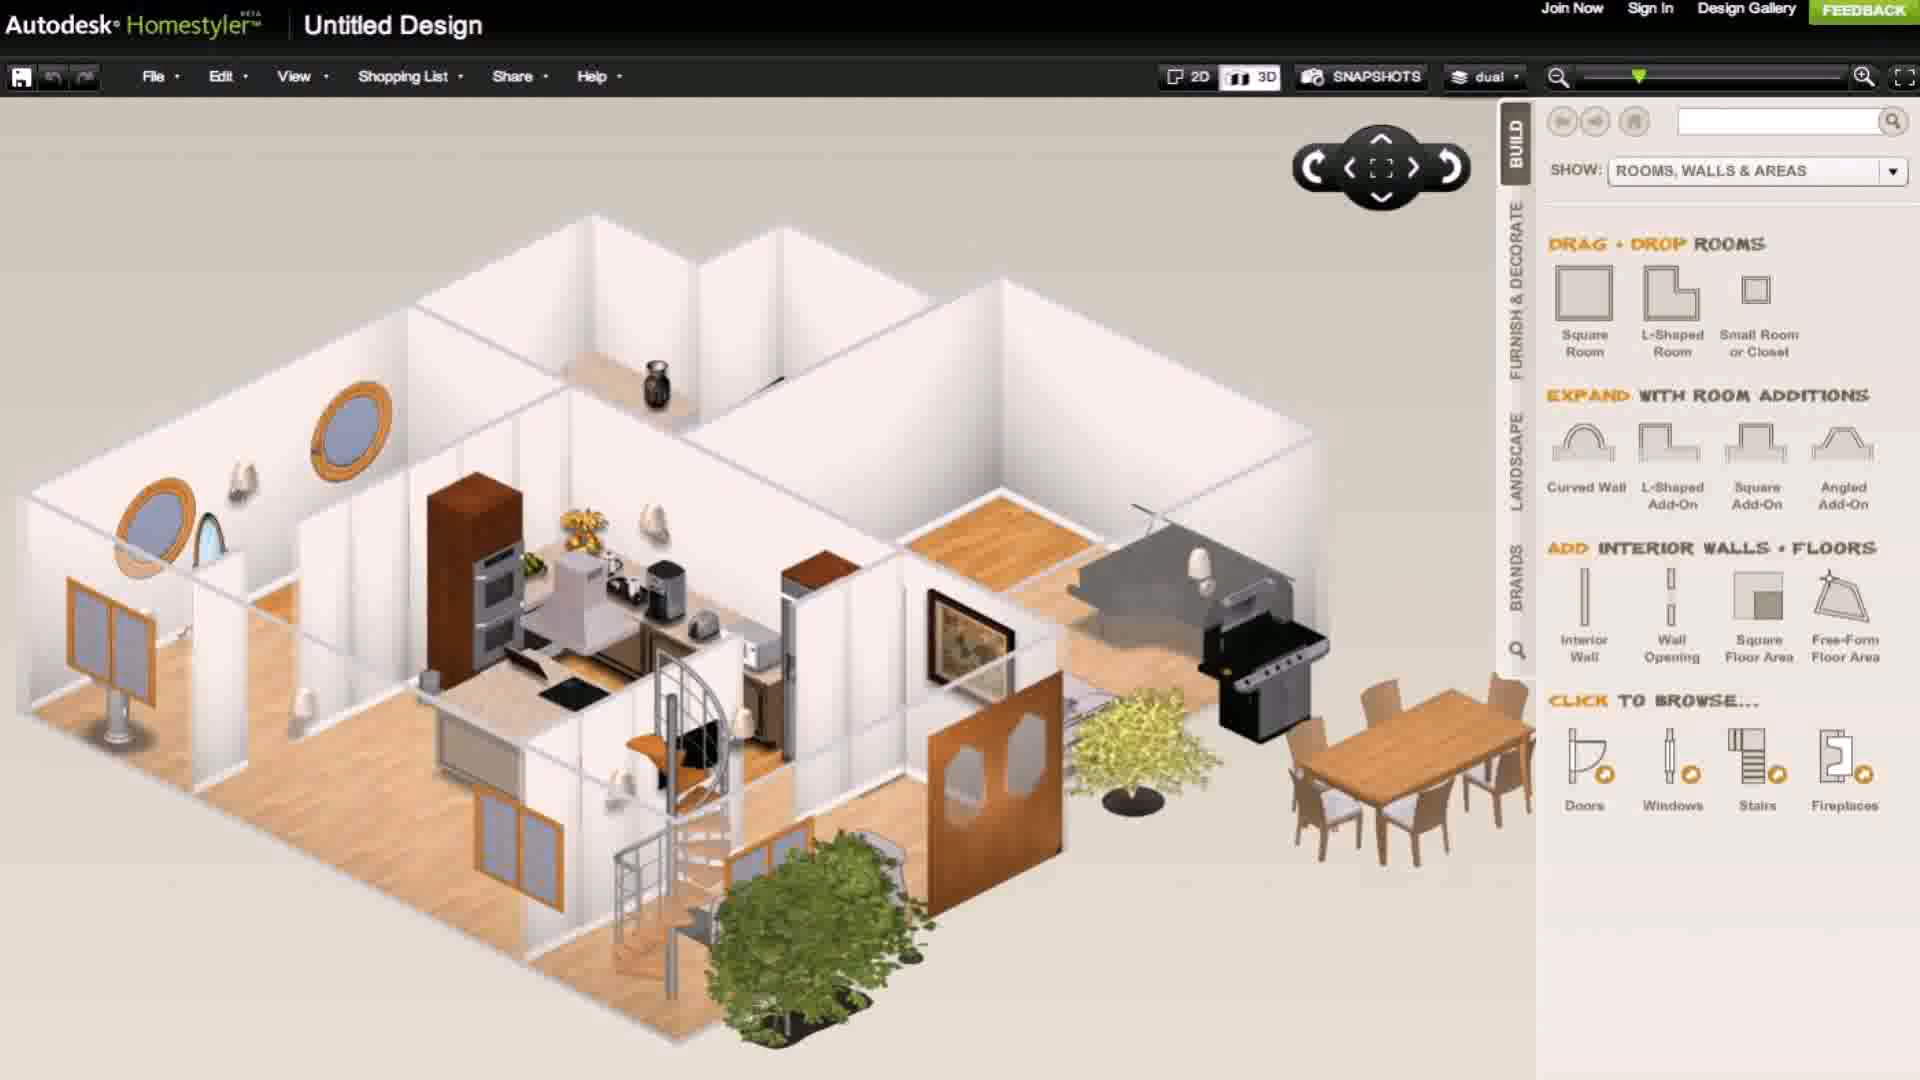 Autodesk® Homestyler™ BETA
Untitled Design
Join Now
Sign In
Design Gallery
FEEDBACK
File
Edit
View
Shopping List
Share
Help
2D
3D
SNAPSHOTS
dual
BUILD
FURNISH & DECORATE
LANDSCAPE
BRANDS
SHOW: ROOMS, WALLS & AREAS
DRAG + DROP ROOMS
Square
Room
L-Shaped
Room
Small Room
or Closet
EXPAND WITH ROOM ADDITIONS
Curved Wall
L-Shaped
Add-On
Square
Add-On
Angled
Add-On
ADD INTERIOR WALLS + FLOORS
Interior
Wall
Wall
Opening
Square
Floor Area
Free-Form
Floor Area
CLICK TO BROWSE...
Doors
Windows
Stairs
Fireplaces